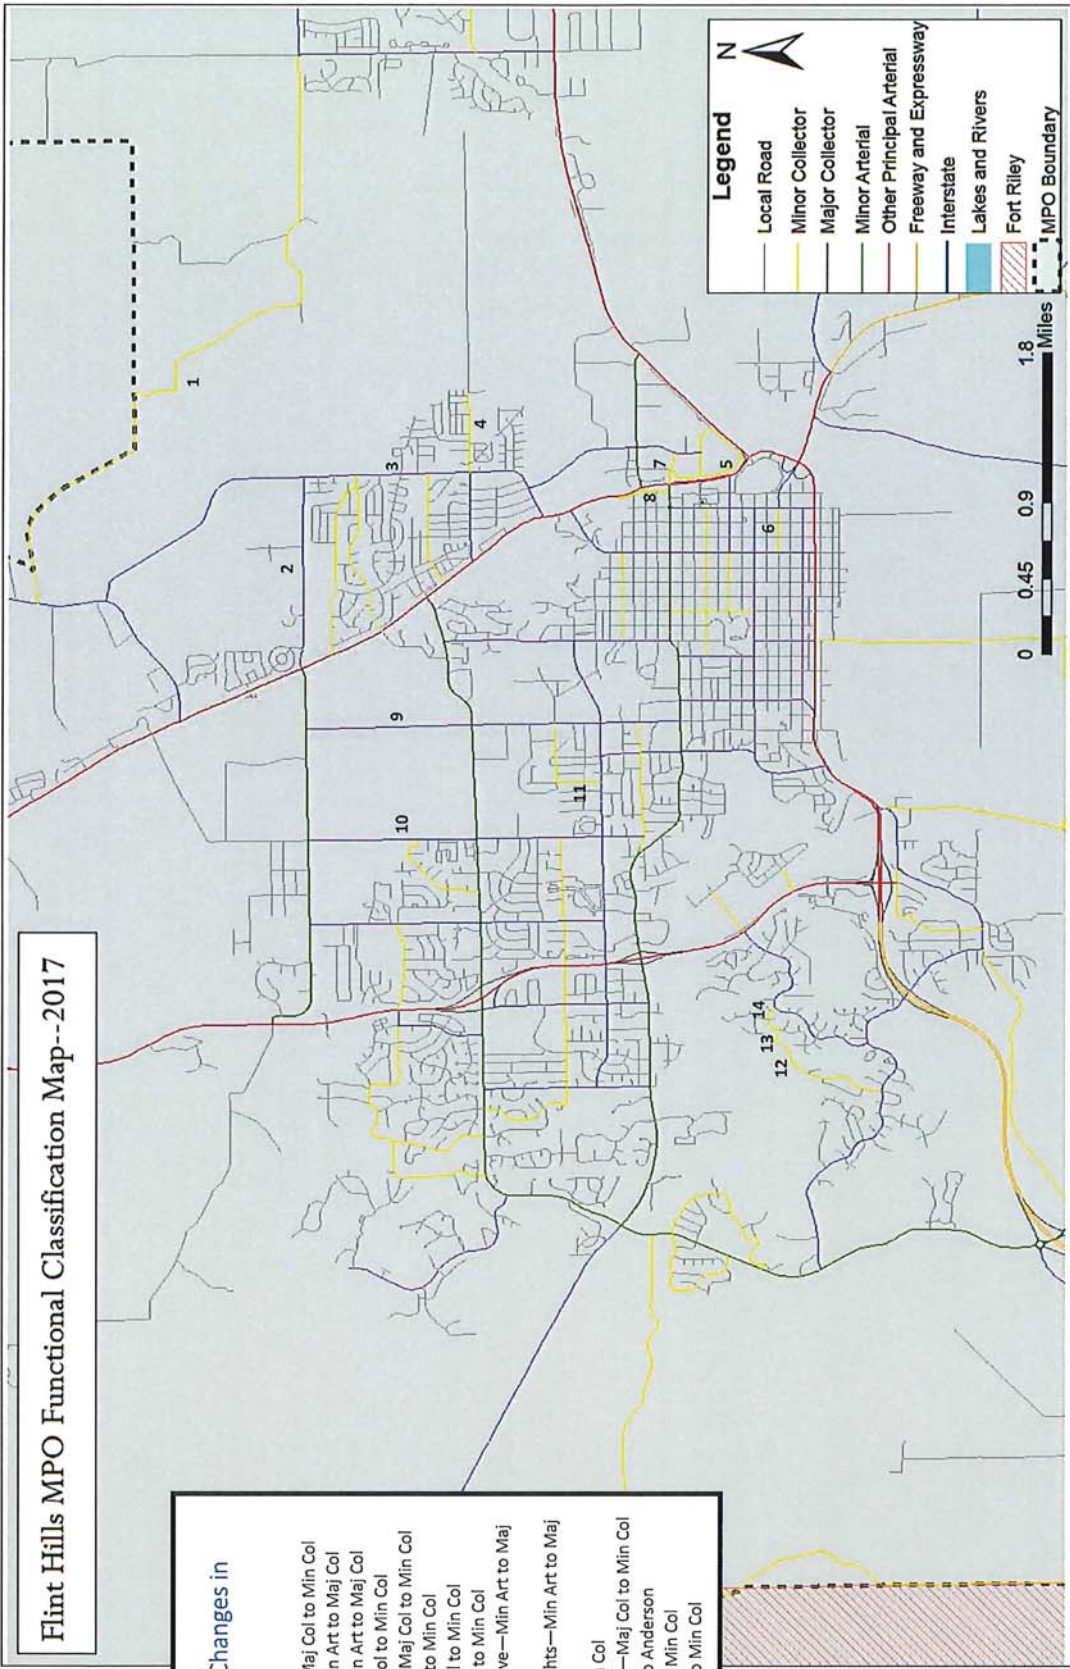 Flint Hills MPO Functional Classification Map--2017
Changes in
Maj Col to Min Col
n Art to Maj Col
n Art to Maj Col
ol to Min Col
Maj Col to Min Col
to Min Col
l to Min Col
to Min Col
ve—Min Art to Maj
hts—Min Art to Maj
Col
—Maj Col to Min Col
o Anderson
Min Col
o Min Col
1
2
3
4
5
6
7
8
9
10
11
12
13
14
Legend
N
Local Road
Minor Collector
Major Collector
Minor Arterial
Other Principal Arterial
Freeway and Expressway
Interstate
Lakes and Rivers
Fort Riley
MPO Boundary
0 0.45 0.9 1.8
Miles